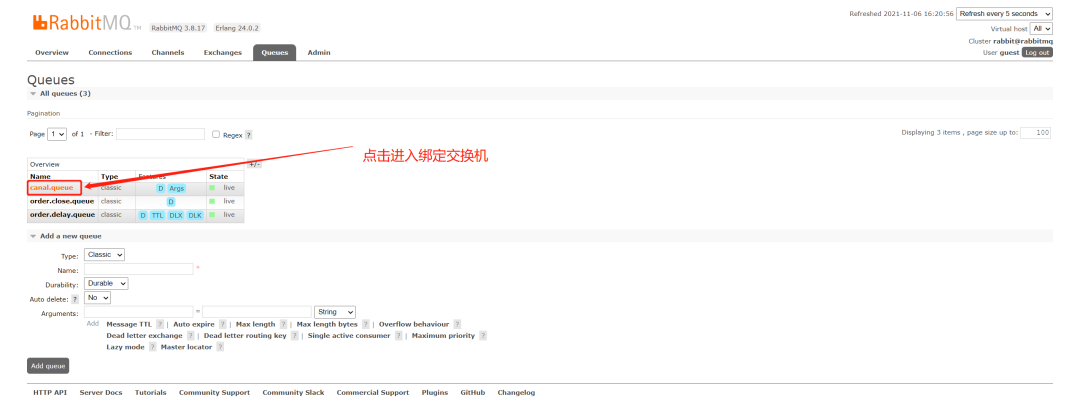 Refreshed 2021-11-06 16:20:56 Refresh every 5 seconds
RabbitMQ TM RabbitMQ 3.8.17 Erlang 24.0.2
Virtual host All
Cluster rabbit@rabbitmq
User guest Log out
Overview Connections Channels Exchanges Queues Admin
Queues
All queues (3)
Pagination
Page 1 of 1 - Filter: Regex ?
Displaying 3 items , page size up to: 100
点击进入绑定交换机
Overview +/-
Name Type Features State
canal.queue classic D Args live
order.close.queue classic D live
order.delay.queue classic D TTL DLX DLK live
Add a new queue
Type: Classic
Name: *
Durability: Durable
Auto delete: ? No
Arguments: = String
Add Message TTL ? | Auto expire ? | Max length ? | Max length bytes ? | Overflow behaviour ?
Dead letter exchange ? | Dead letter routing key ? | Single active consumer ? | Maximum priority ?
Lazy mode ? Master locator ?
Add queue
HTTP API Server Docs Tutorials Community Support Community Slack Commercial Support Plugins GitHub Changelog